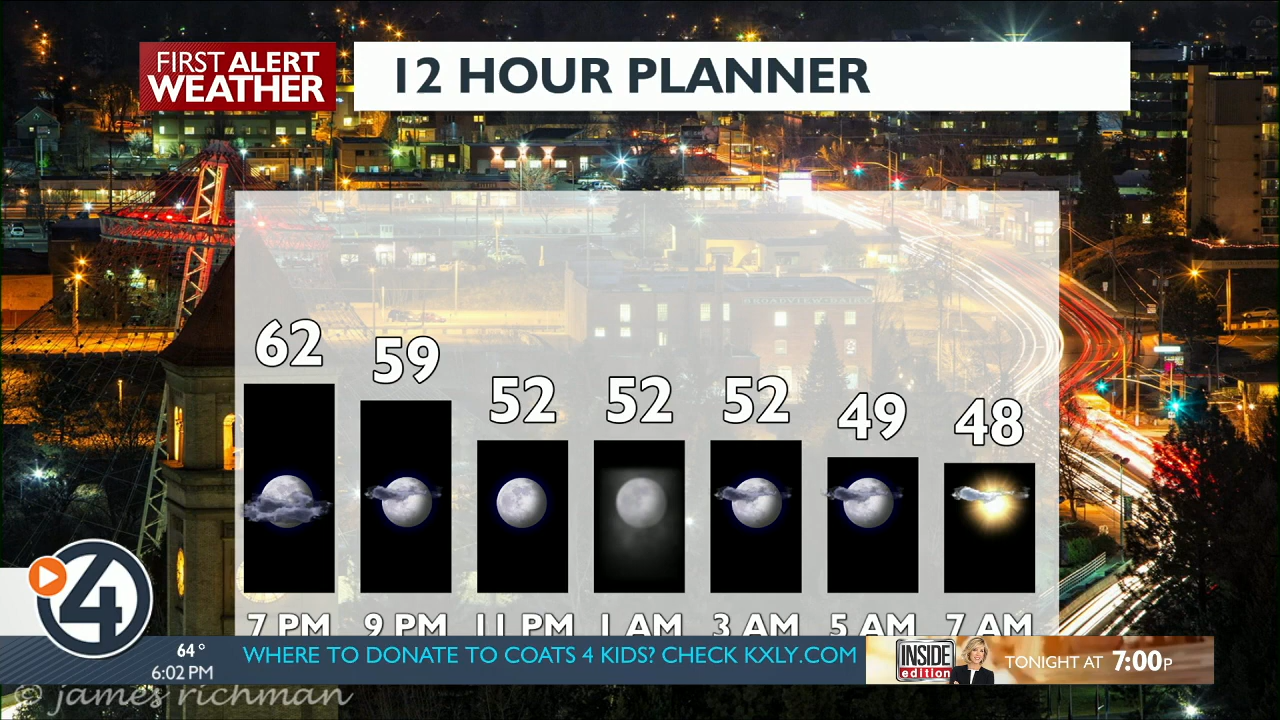 FIRST ALERT
WEATHER
12 HOUR PLANNER
BROADVIEW DAIRY
62 59 52 52 52 49 48
7 PM 9 PM 11 PM 1 AM 3 AM 5 AM 7 AM
4
64°
6:02 PM
WHERE TO DONATE TO COATS 4 KIDS? CHECK KXLY.COM
INSIDE
edition
TONIGHT AT 7:00P
© james richman